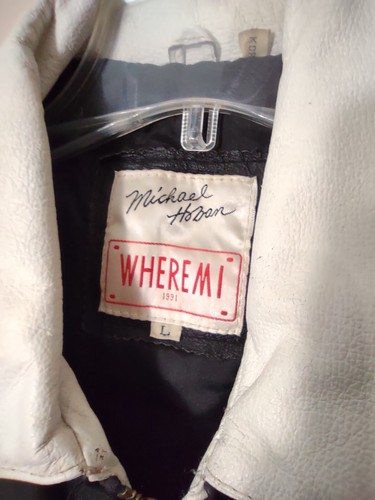 Michael
Hoban
WHEREMI
1991
L